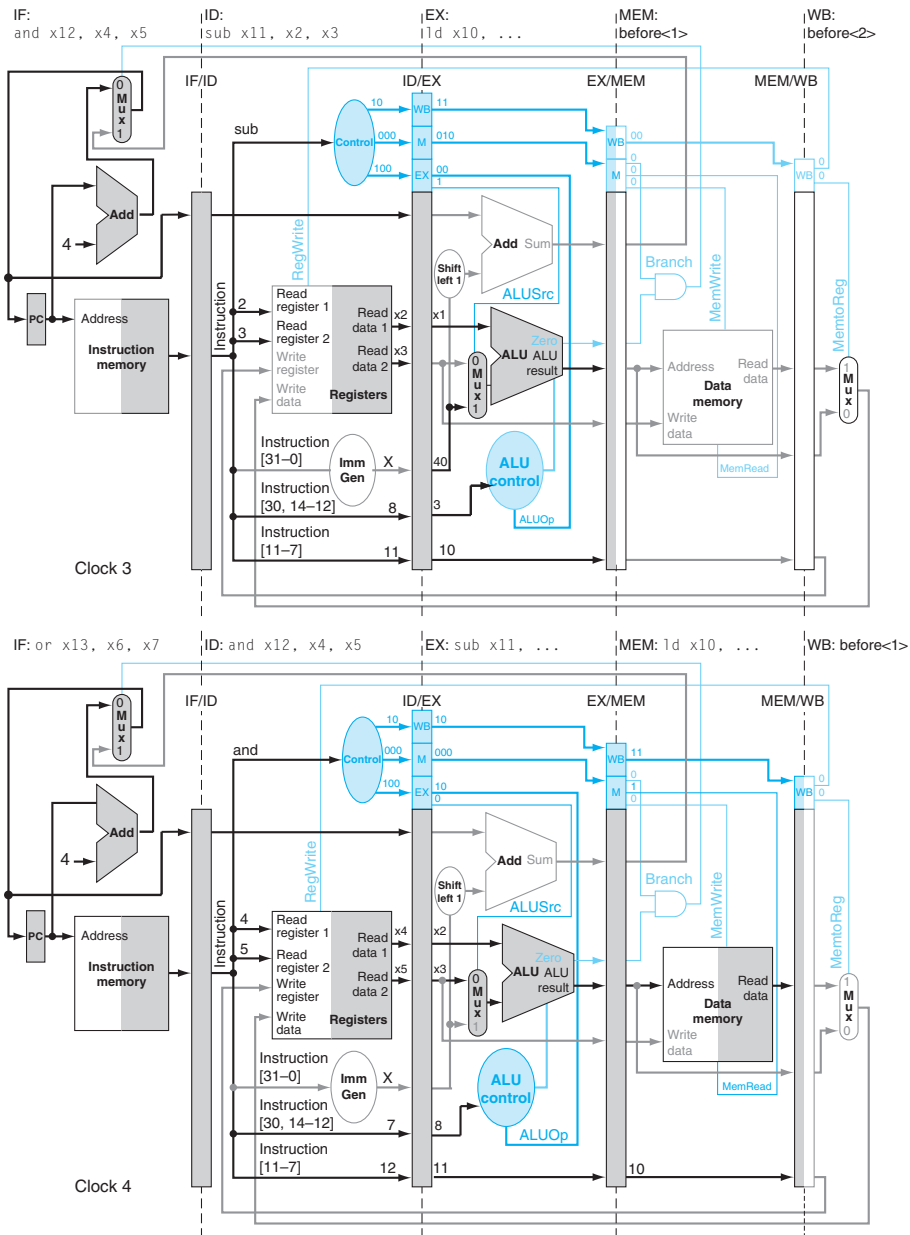 IF: ID: EX: MEM: WB:
and x12, x4, x5 sub x11, x2, x3 ld x10, ... before<1> before<2>
IF/ID ID/EX EX/MEM MEM/WB
0
Mux
1
sub
Control
10
000
100
WB
M
EX
11
010
00
1
WB
M
00
0
0
0
WB
0
0
Add
4
RegWrite
Add Sum
Shift left 1
Branch
ALUSrc
MemWrite
MemtoReg
PC
Address
Instruction memory
Instruction
2
3
Read register 1
Read register 2
Write register
Write data
Read data 1
Read data 2
Registers
x2
x3
x1
0
Mux
1
Zero
ALU ALU result
Address
Write data
Read data
Data memory
MemRead
1
Mux
0
Instruction [31–0]
Imm Gen
X
40
ALU control
ALUOp
Instruction [30, 14–12]
8
3
Instruction [11–7]
11
10
Clock 3
IF: or x13, x6, x7 ID: and x12, x4, x5 EX: sub x11, ... MEM: ld x10, ... WB: before<1>
IF/ID ID/EX EX/MEM MEM/WB
0
Mux
1
and
Control
10
000
100
WB
M
EX
10
000
10
0
WB
M
11
0
1
0
WB
0
0
Add
4
RegWrite
Add Sum
Shift left 1
Branch
ALUSrc
MemWrite
MemtoReg
PC
Address
Instruction memory
Instruction
4
5
Read register 1
Read register 2
Write register
Write data
Read data 1
Read data 2
Registers
x4
x5
x2
x3
0
Mux
1
Zero
ALU ALU result
Address
Write data
Read data
Data memory
MemRead
1
Mux
0
Instruction [31–0]
Imm Gen
X
ALU control
ALUOp
Instruction [30, 14–12]
7
8
Instruction [11–7]
12
11
10
Clock 4